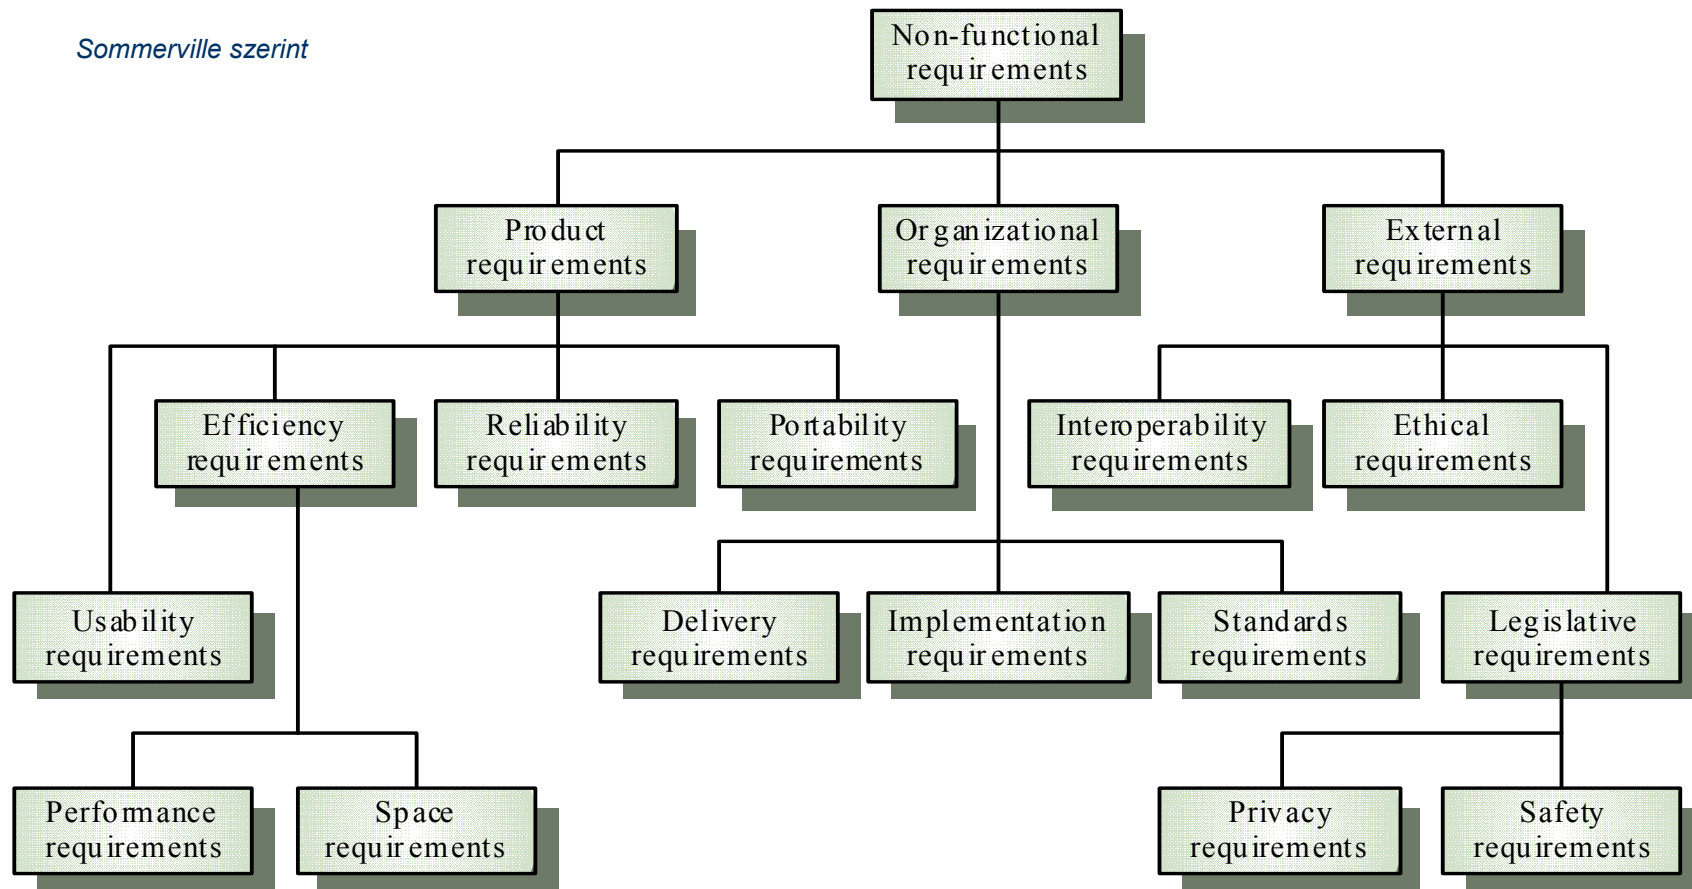 Sommerville szerint
Non-functional
requirements
Product
requirements
Organizational
requirements
External
requirements
Efficiency
requirements
Reliability
requirements
Portability
requirements
Interoperability
requirements
Ethical
requirements
Usability
requirements
Delivery
requirements
Implementation
requirements
Standards
requirements
Legislative
requirements
Performance
requirements
Space
requirements
Privacy
requirements
Safety
requirements